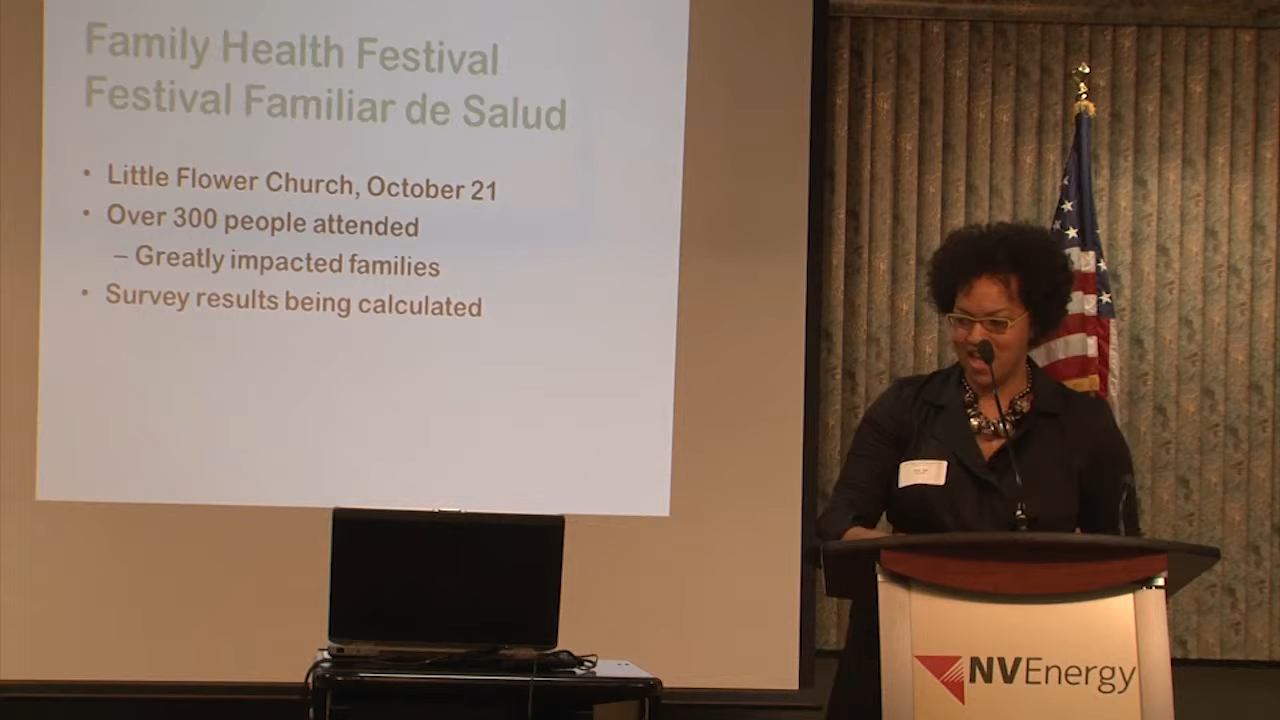 Family Health Festival
Festival Familiar de Salud
• Little Flower Church, October 21
• Over 300 people attended
– Greatly impacted families
• Survey results being calculated
NVEnergy